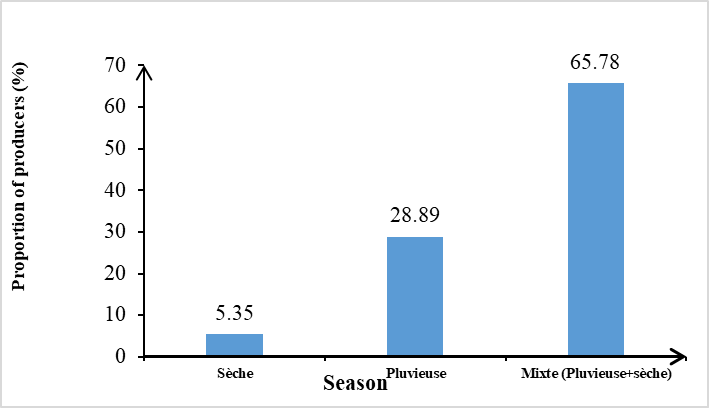 Proportion of producers (%)
70
60
50
40
30
20
10
0
5.35
28.89
65.78
Sèche
Pluvieuse
Mixte (Pluvieuse+sèche)
Season